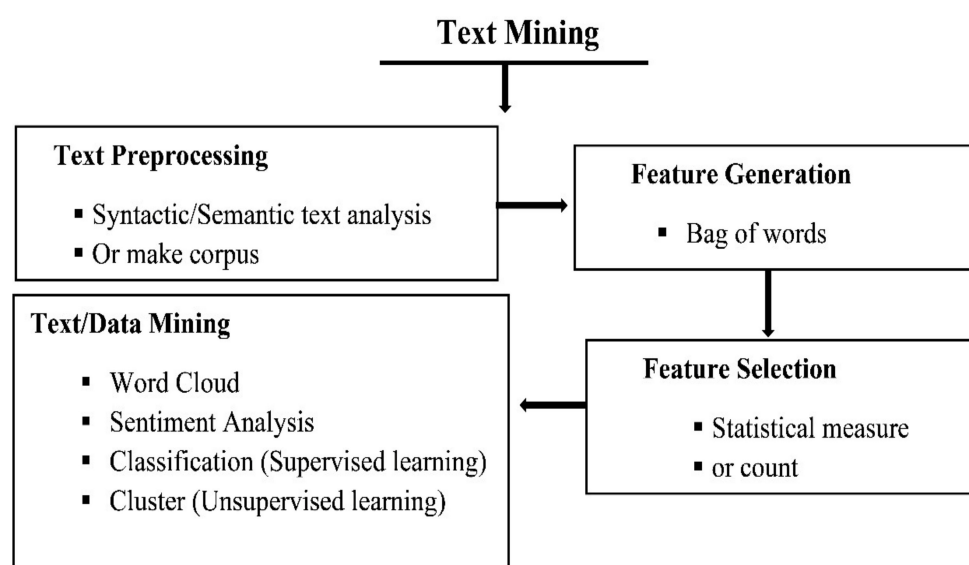 Text Mining
Text Preprocessing
▪ Syntactic/Semantic text analysis
▪ Or make corpus
Feature Generation
▪ Bag of words
Feature Selection
▪ Statistical measure
▪ or count
Text/Data Mining
▪ Word Cloud
▪ Sentiment Analysis
▪ Classification (Supervised learning)
▪ Cluster (Unsupervised learning)